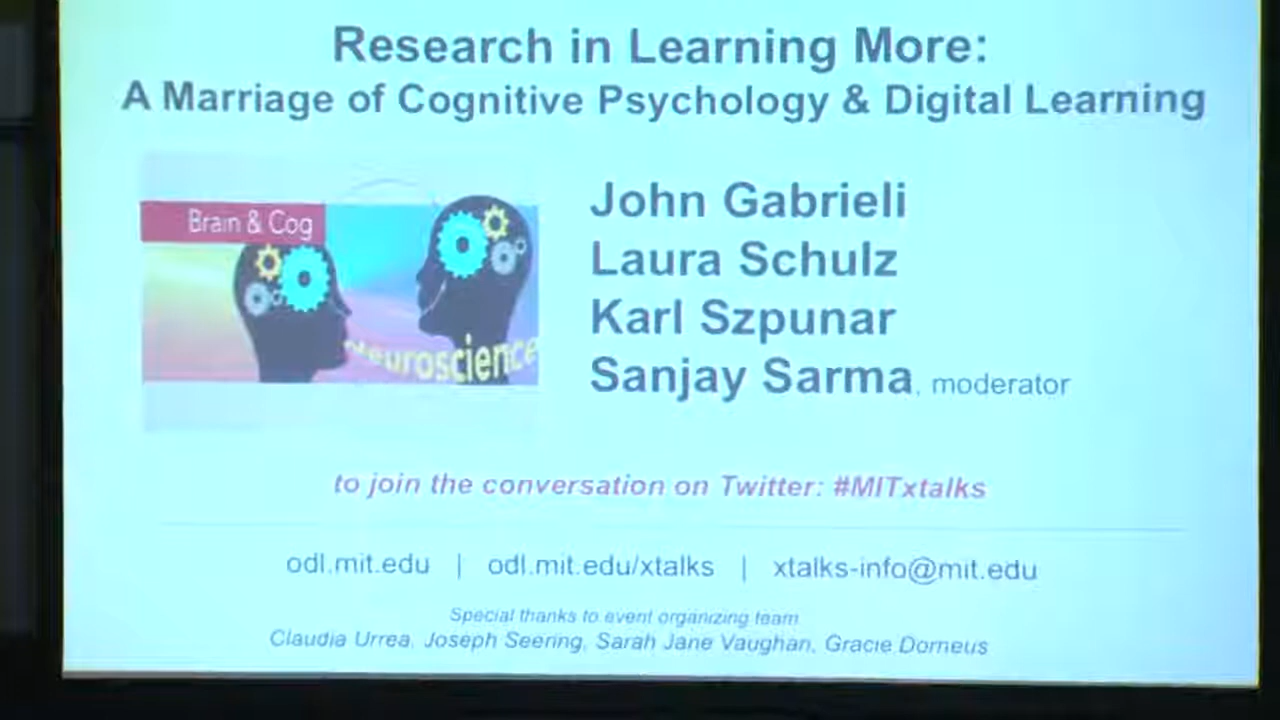 Research in Learning More:
A Marriage of Cognitive Psychology & Digital Learning
Brain & Cog
Neuroscience
John Gabrieli
Laura Schulz
Karl Szpunar
Sanjay Sarma, moderator
to join the conversation on Twitter: #MITxtalks
odl.mit.edu | odl.mit.edu/xtalks | xtalks-info@mit.edu
Special thanks to event organizing team
Claudia Urrea, Joseph Seering, Sarah Jane Vaughan, Gracie Dorneus